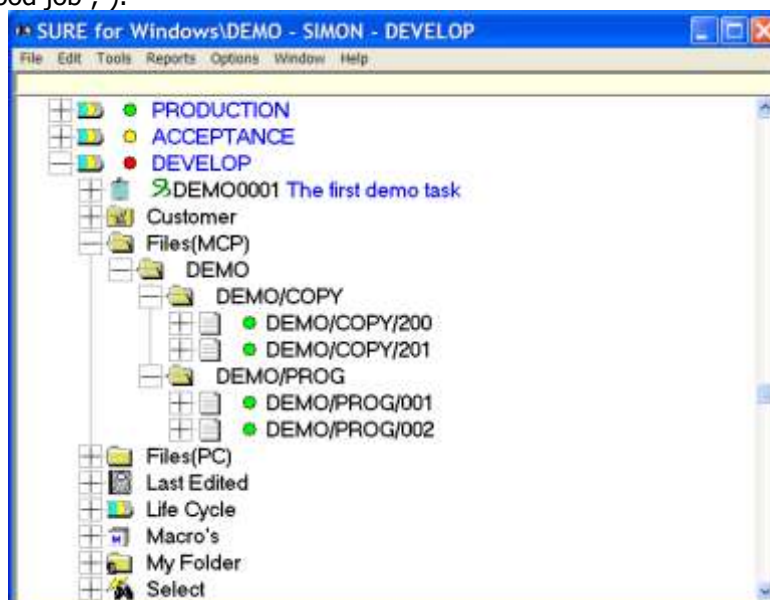 ood job ; ).
SURE for Windows\DEMO - SIMON - DEVELOP
File Edit Tools Reports Options Window Help
PRODUCTION
ACCEPTANCE
DEVELOP
DEMO0001 The first demo task
Customer
Files(MCP)
DEMO
DEMO/COPY
DEMO/COPY/200
DEMO/COPY/201
DEMO/PROG
DEMO/PROG/001
DEMO/PROG/002
Files(PC)
Last Edited
Life Cycle
Macro's
My Folder
Select